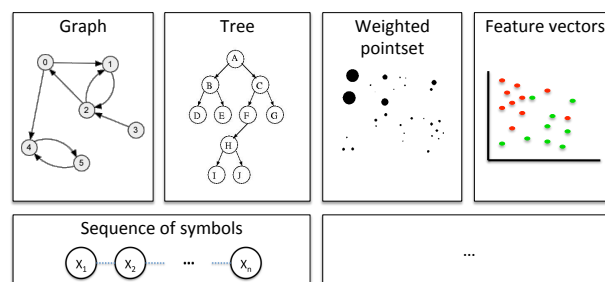 Graph
0
1
2
3
4
5
Tree
A
B
C
D
E
F
G
H
I
J
Weighted
pointset
Feature vectors
Sequence of symbols
X1 X2 ... Xn
...